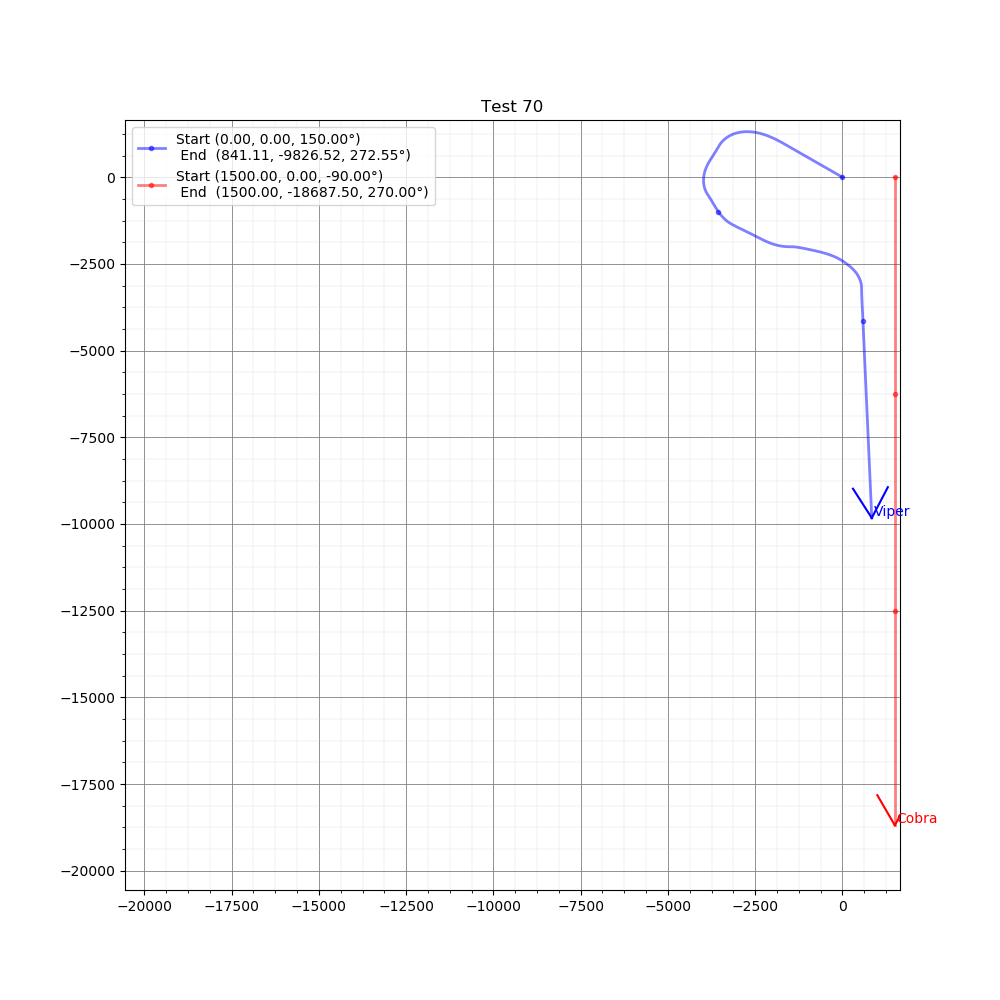 Test 70
Start (0.00, 0.00, 150.00°)
End (841.11, -9826.52, 272.55°)
Start (1500.00, 0.00, -90.00°)
End (1500.00, -18687.50, 270.00°)
0
−2500
−5000
−7500
−10000
−12500
−15000
−17500
−20000
Viper
Cobra
−20000 −17500 −15000 −12500 −10000 −7500 −5000 −2500 0